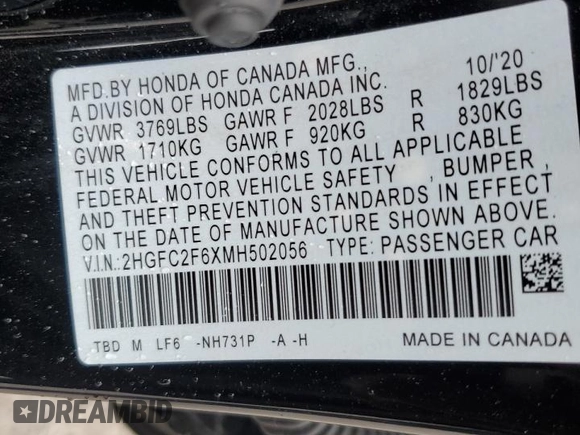 MFD.BY HONDA OF CANADA MFG., 10/'20
A DIVISION OF HONDA CANADA INC.
GVWR 3769LBS GAWR F 2028LBS R 1829LBS
GVWR 1710KG GAWR F 920KG R 830KG
THIS VEHICLE CONFORMS TO ALL APPLICABLE
FEDERAL MOTOR VEHICLE SAFETY , BUMPER ,
AND THEFT PREVENTION STANDARDS IN EFFECT
ON THE DATE OF MANUFACTURE SHOWN ABOVE.
V.I.N.:2HGFC2F6XMH502056 TYPE: PASSENGER CAR
TBD M LF6 -NH731P -A -H MADE IN CANADA
DREAMBID